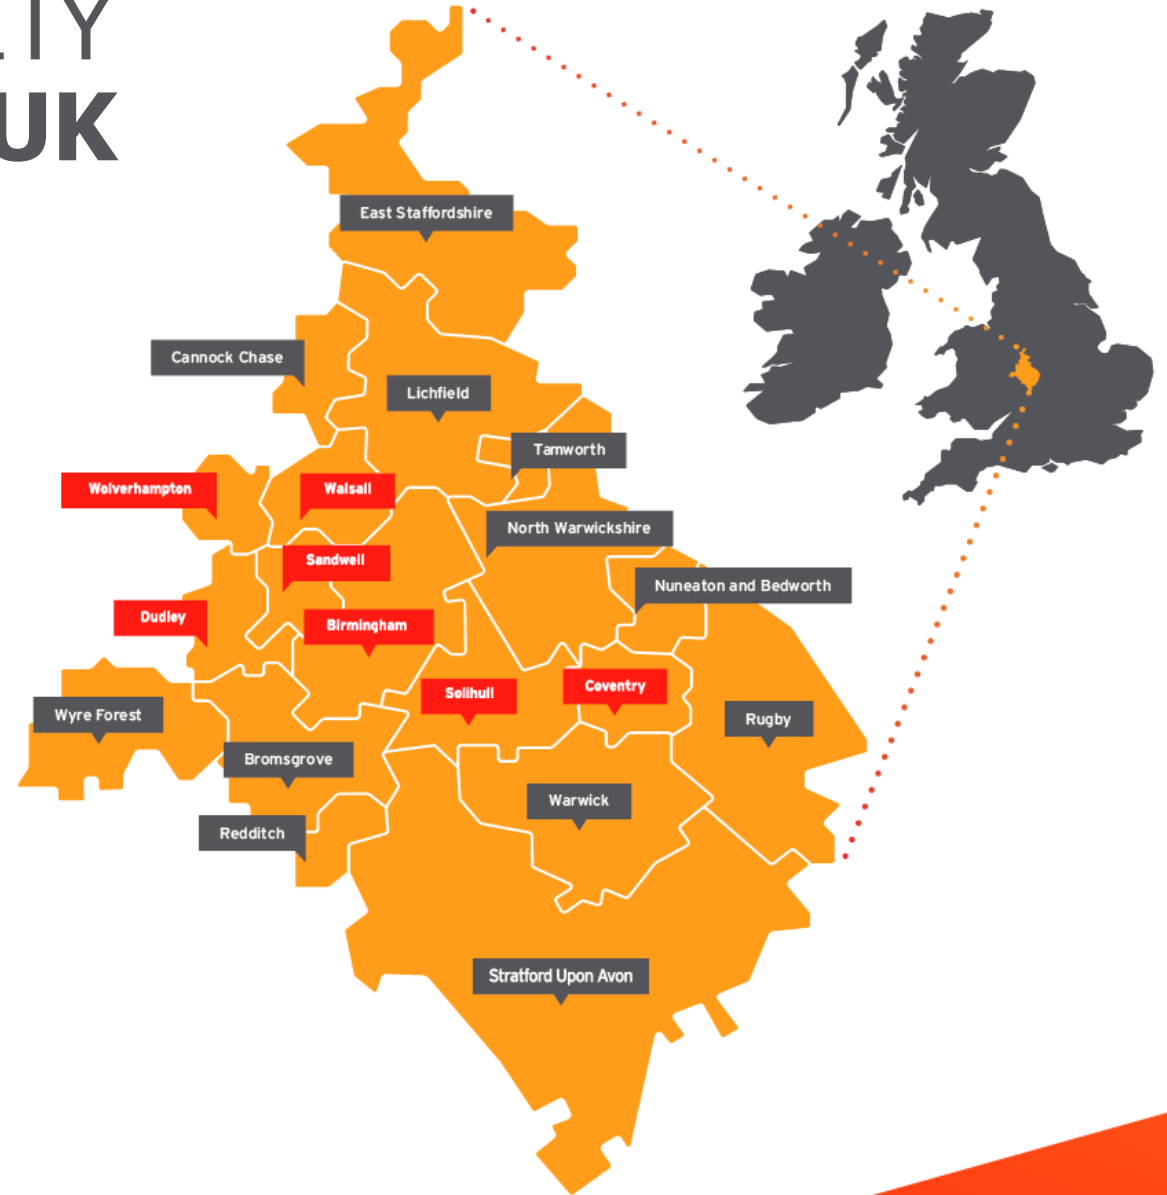 LTY
UK
East Staffordshire
Cannock Chase
Lichfield
Tamworth
Wolverhampton
Walsall
North Warwickshire
Sandwell
Nuneaton and Bedworth
Dudley
Birmingham
Coventry
Solihull
Wyre Forest
Rugby
Bromsgrove
Warwick
Redditch
Stratford Upon Avon